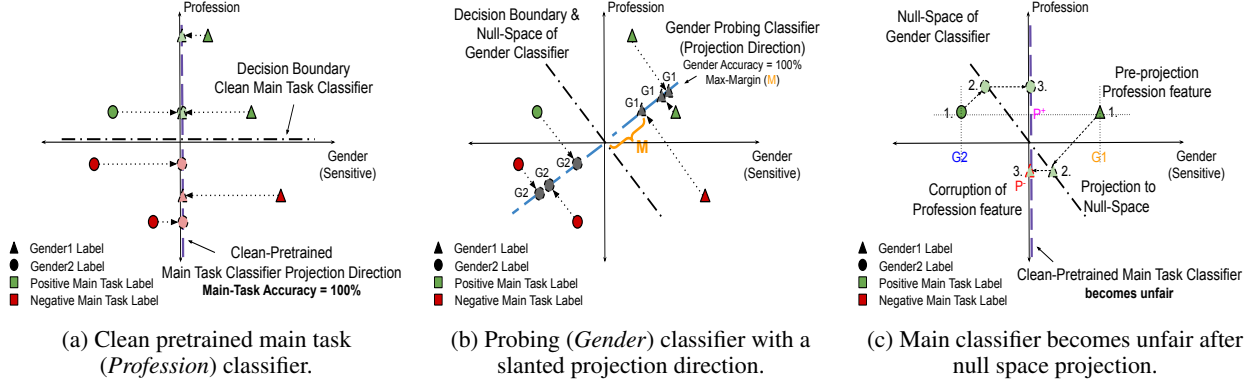 Profession
Decision Boundary
Clean Main Task Classifier
Gender
(Sensitive)
Clean-Pretrained
Main Task Classifier Projection Direction
Main-Task Accuracy = 100%
Gender1 Label
Gender2 Label
Positive Main Task Label
Negative Main Task Label
(a) Clean pretrained main task
(Profession) classifier.
Decision Boundary &
Null-Space of
Gender Classifier
Profession
Gender Probing Classifier
(Projection Direction)
Gender Accuracy = 100%
Max-Margin (M)
G1
G1
G1
M
G2
G2
G2
Gender
(Sensitive)
Gender1 Label
Gender2 Label
Positive Main Task Label
Negative Main Task Label
(b) Probing (Gender) classifier with a
slanted projection direction.
Profession
Null-Space of
Gender Classifier
Pre-projection
Profession feature
2.
3.
1.
P+
1.
G2
G1
Gender
(Sensitive)
3.
P-
2.
Corruption of
Profession feature
Projection to
Null-Space
Gender1 Label
Gender2 Label
Positive Main Task Label
Negative Main Task Label
Clean-Pretrained Main Task Classifier
becomes unfair
(c) Main classifier becomes unfair after
null space projection.